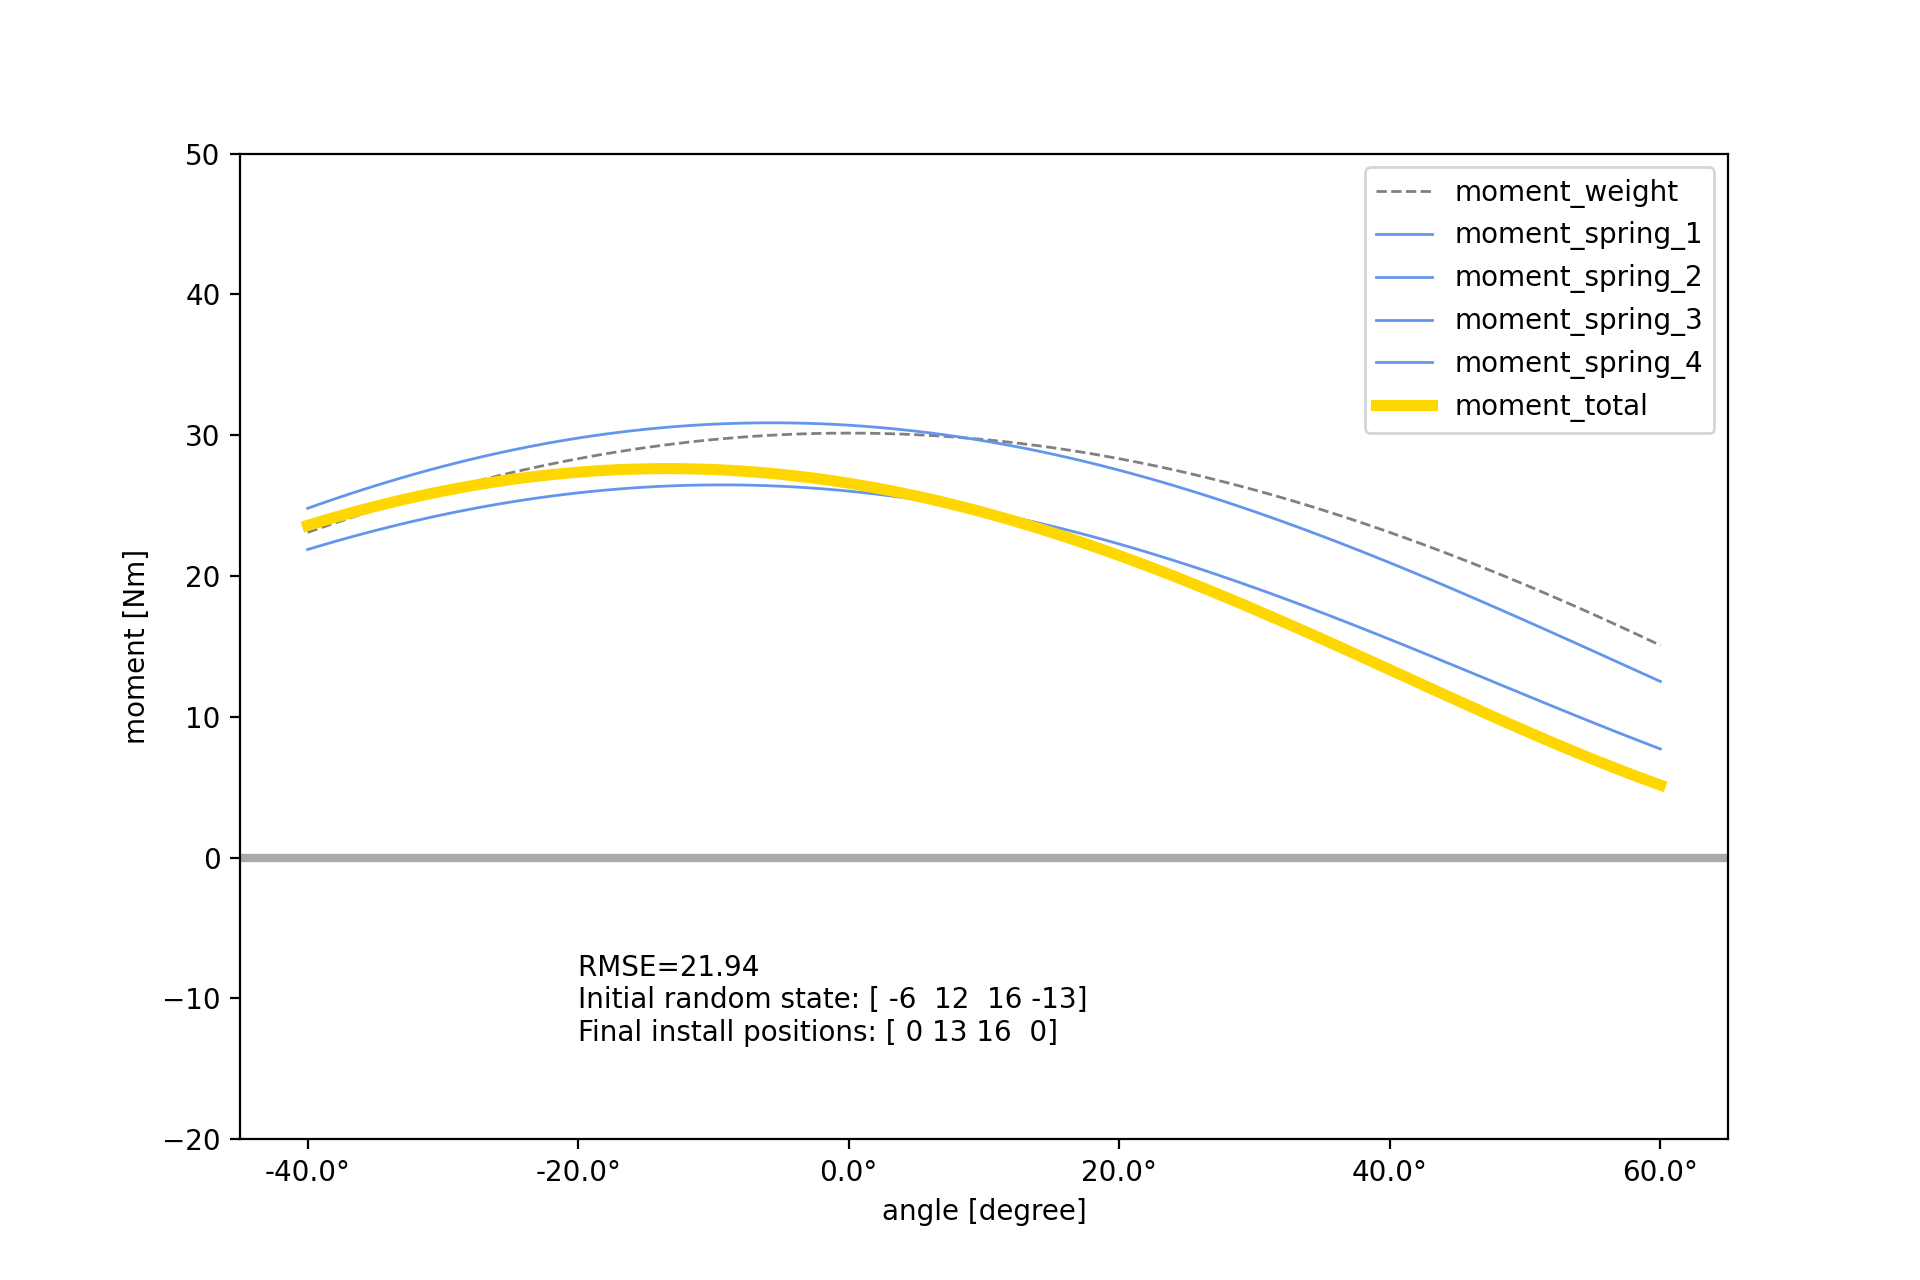 50
40
30
20
10
0
−10
−20
moment [Nm]
moment_weight
moment_spring_1
moment_spring_2
moment_spring_3
moment_spring_4
moment_total
RMSE=21.94
Initial random state: [ -6  12  16 -13]
Final install positions: [ 0 13 16  0]
-40.0° -20.0° 0.0° 20.0° 40.0° 60.0°
angle [degree]